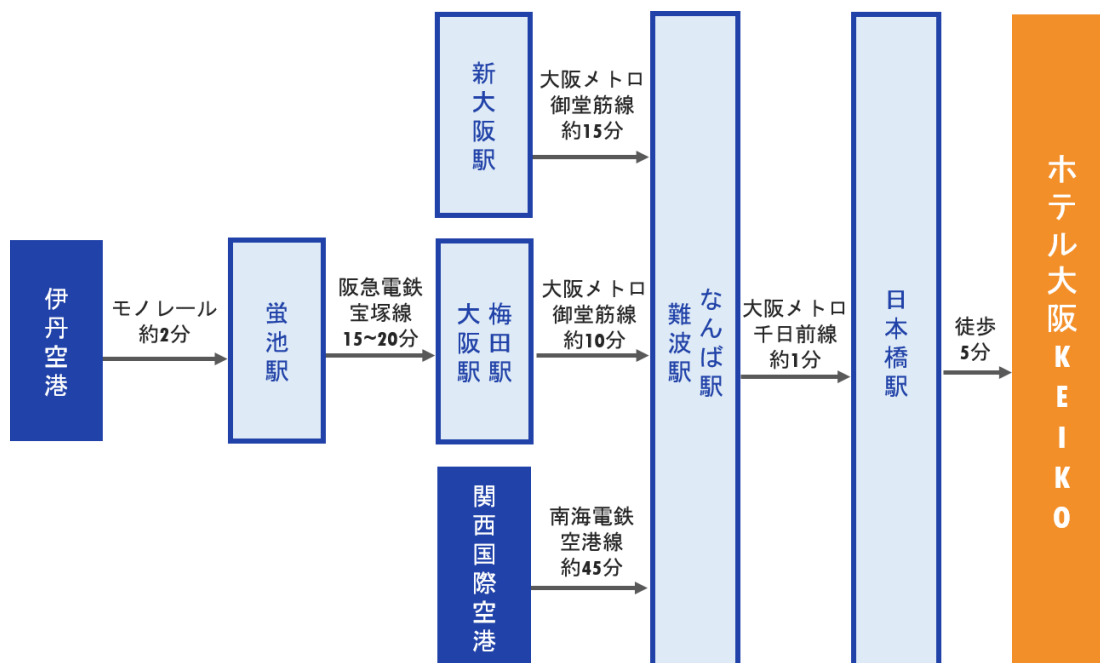 新大阪駅
大阪メトロ
御堂筋線
約15分
伊丹空港
モノレール
約2分
蛍池駅
阪急電鉄
宝塚線
15~20分
梅田駅
大阪駅
大阪メトロ
御堂筋線
約10分
関西国際空港
南海電鉄
空港線
約45分
なんば駅
難波駅
大阪メトロ
千日前線
約1分
日本橋駅
徒歩
5分
ホテル大阪KEIKO